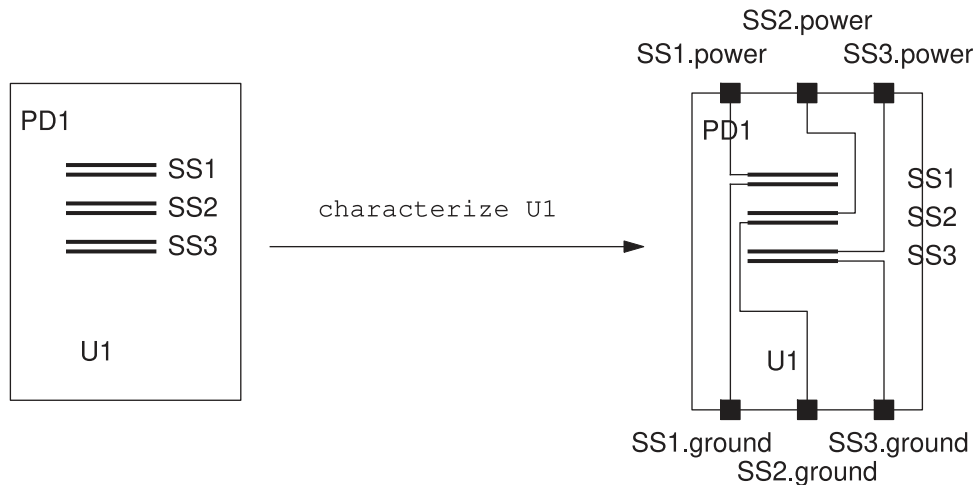 PD1
SS1
SS2
SS3
U1
characterize U1
SS2.power
SS1.power
SS3.power
PD1
SS1
SS2
SS3
U1
SS1.ground
SS3.ground
SS2.ground